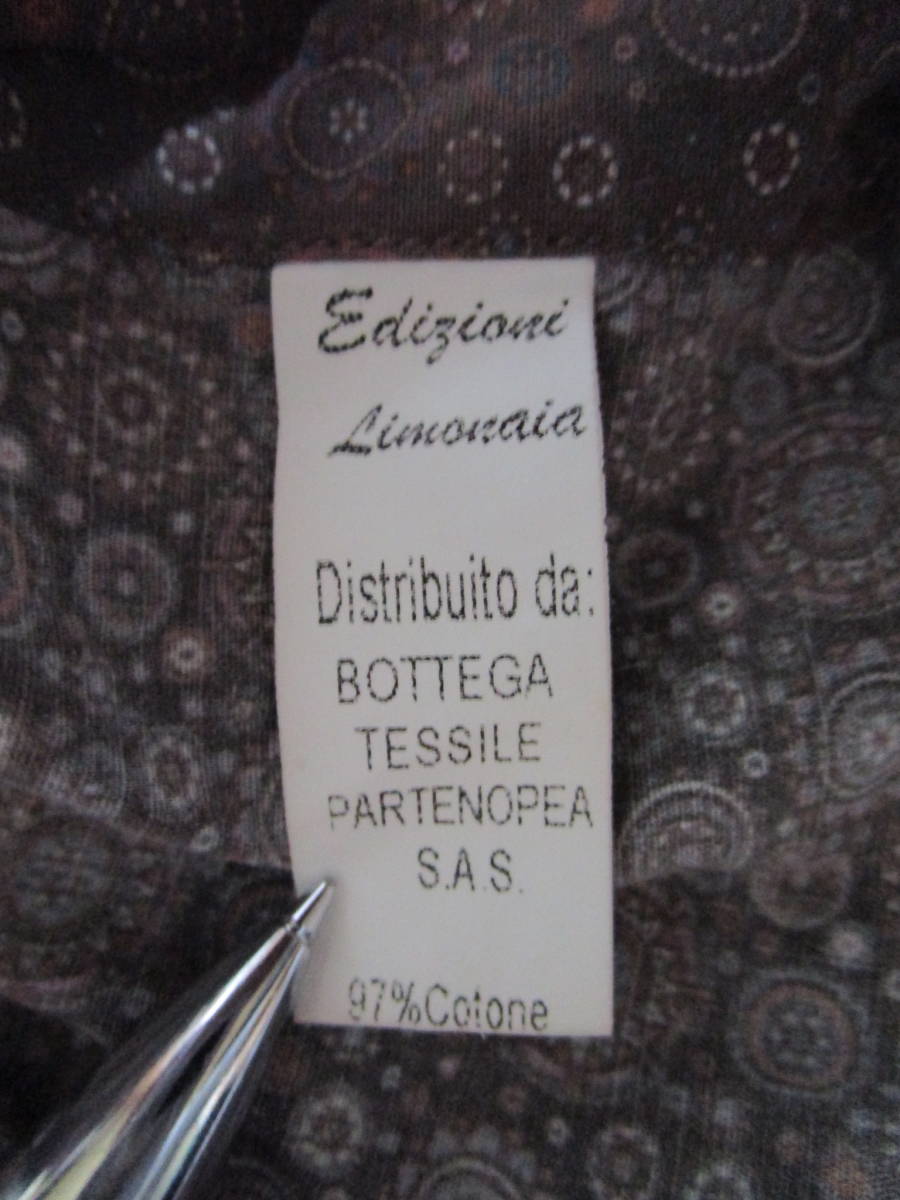 Edizioni
Limonaia
Distribuito da:
BOTTEGA
TESSILE
PARTENOPEA
S.A.S.
97%Cotone